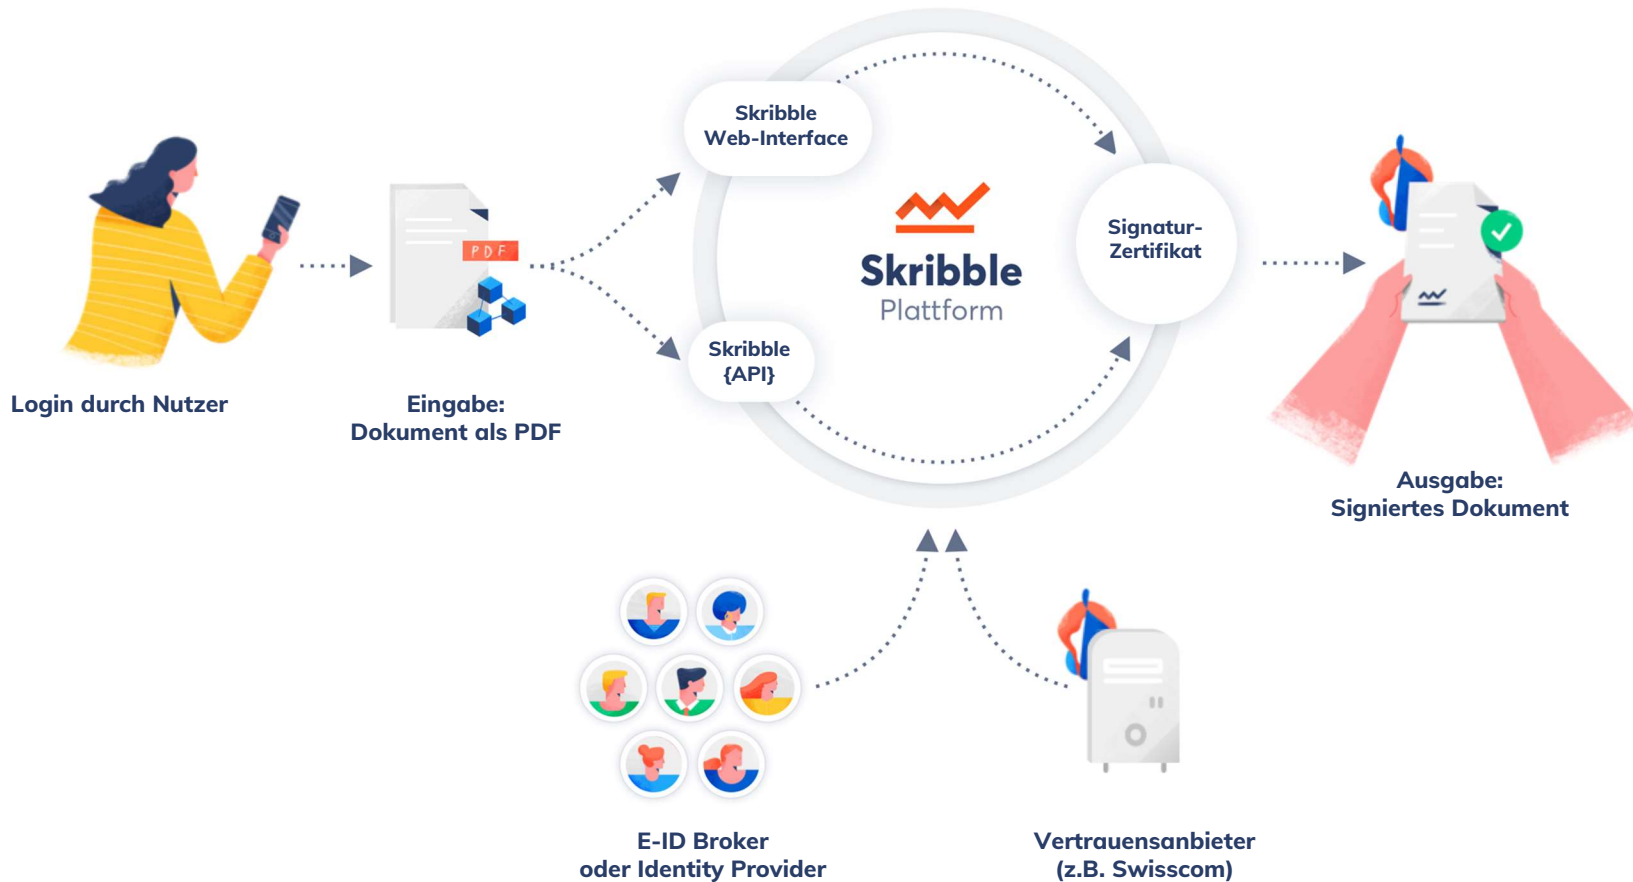 Skribble
Web-Interface
Signatur-
Zertifikat
PDF
Skribble
Plattform
Skribble
{API}
Login durch Nutzer
Eingabe:
Dokument als PDF
Ausgabe:
Signiertes Dokument
E-ID Broker
oder Identity Provider
Vertrauensanbieter
(z.B. Swisscom)